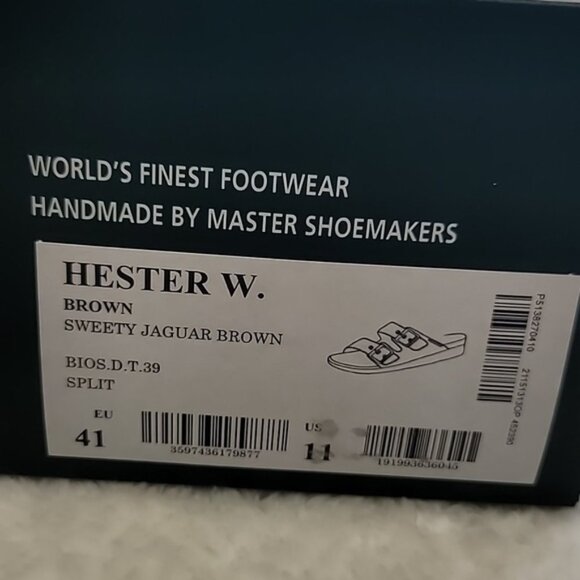 WORLD'S FINEST FOOTWEAR
HANDMADE BY MASTER SHOEMAKERS
HESTER W.
BROWN
SWEETY JAGUAR BROWN
BIOS.D.T.39
SPLIT
EU
41
3597436179877
US
11
191993636045
P5138270410